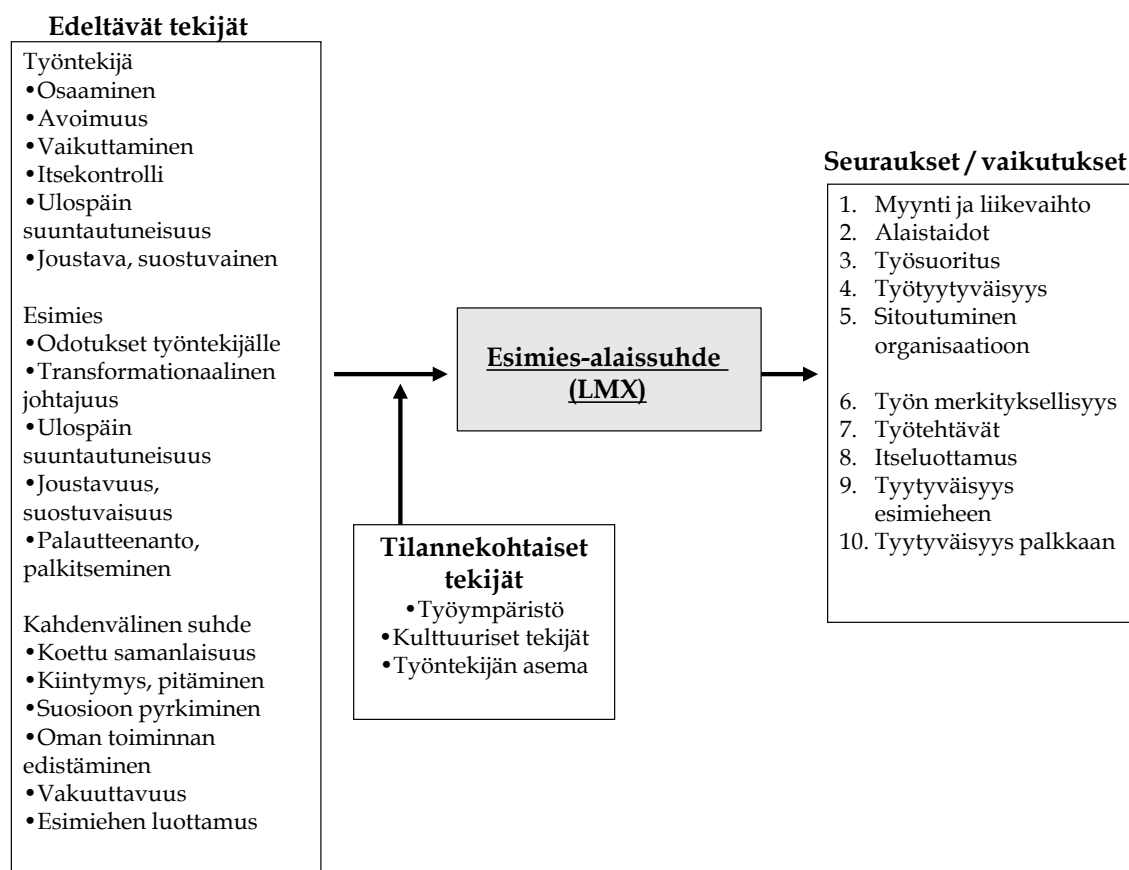 Edeltävät tekijät
Työntekijä
•Osaaminen
•Avoimuus
•Vaikuttaminen
•Itsekontrolli
•Ulospäin
suuntautuneisuus
•Joustava, suostuvainen
Esimies
•Odotukset työntekijälle
•Transformationaalinen
johtajuus
•Ulospäin
suuntautuneisuus
•Joustavuus,
suostuvaisuus
•Palautteenanto,
palkitseminen
Kahdenvälinen suhde
•Koettu samanlaisuus
•Kiintymys, pitäminen
•Suosioon pyrkiminen
•Oman toiminnan
edistäminen
•Vakuuttavuus
•Esimiehen luottamus
Esimies-alaissuhde
(LMX)
Tilannekohtaiset
tekijät
•Työympäristö
•Kulttuuriset tekijät
•Työntekijän asema
Seuraukset / vaikutukset
1. Myynti ja liikevaihto
2. Alaistaidot
3. Työsuoritus
4. Työtyytyväisyys
5. Sitoutuminen
organisaatioon
6. Työn merkityksellisyys
7. Työtehtävät
8. Itseluottamus
9. Tyytyväisyys
esimieheen
10. Tyytyväisyys palkkaan